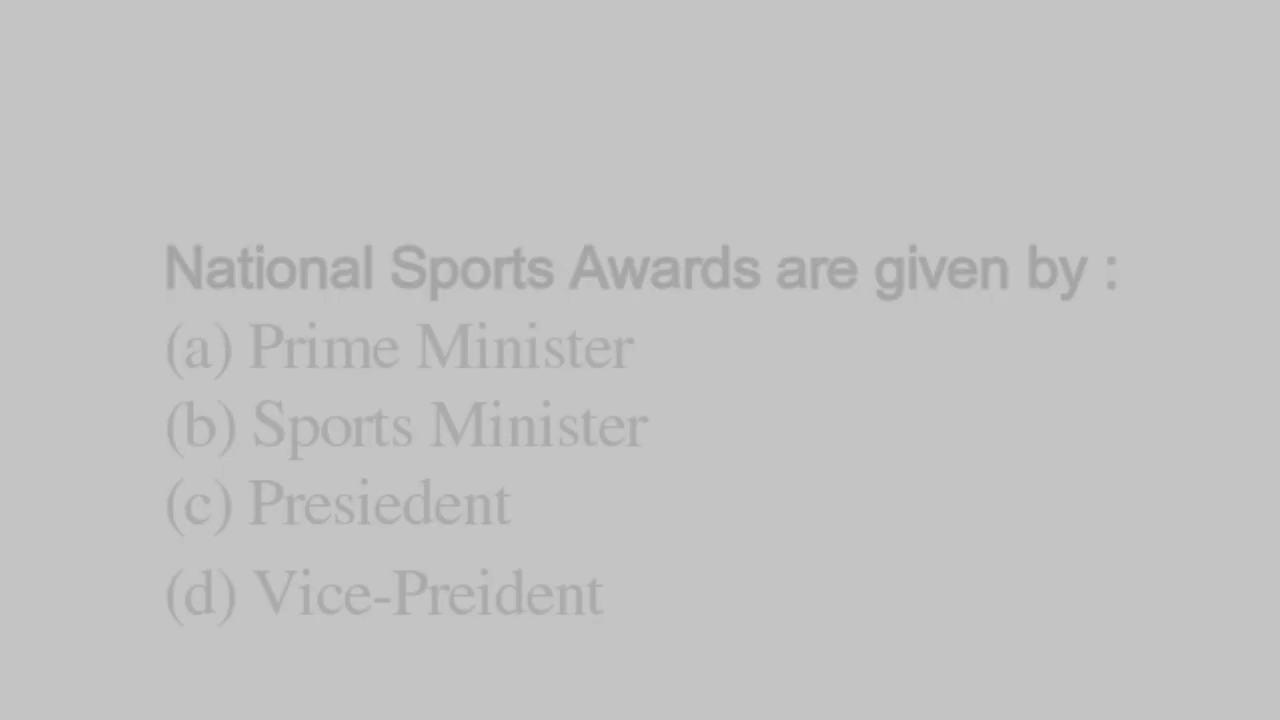 National Sports Awards are given by :
(a) Prime Minister
(b) Sports Minister
(c) Presiedent
(d) Vice-Preident